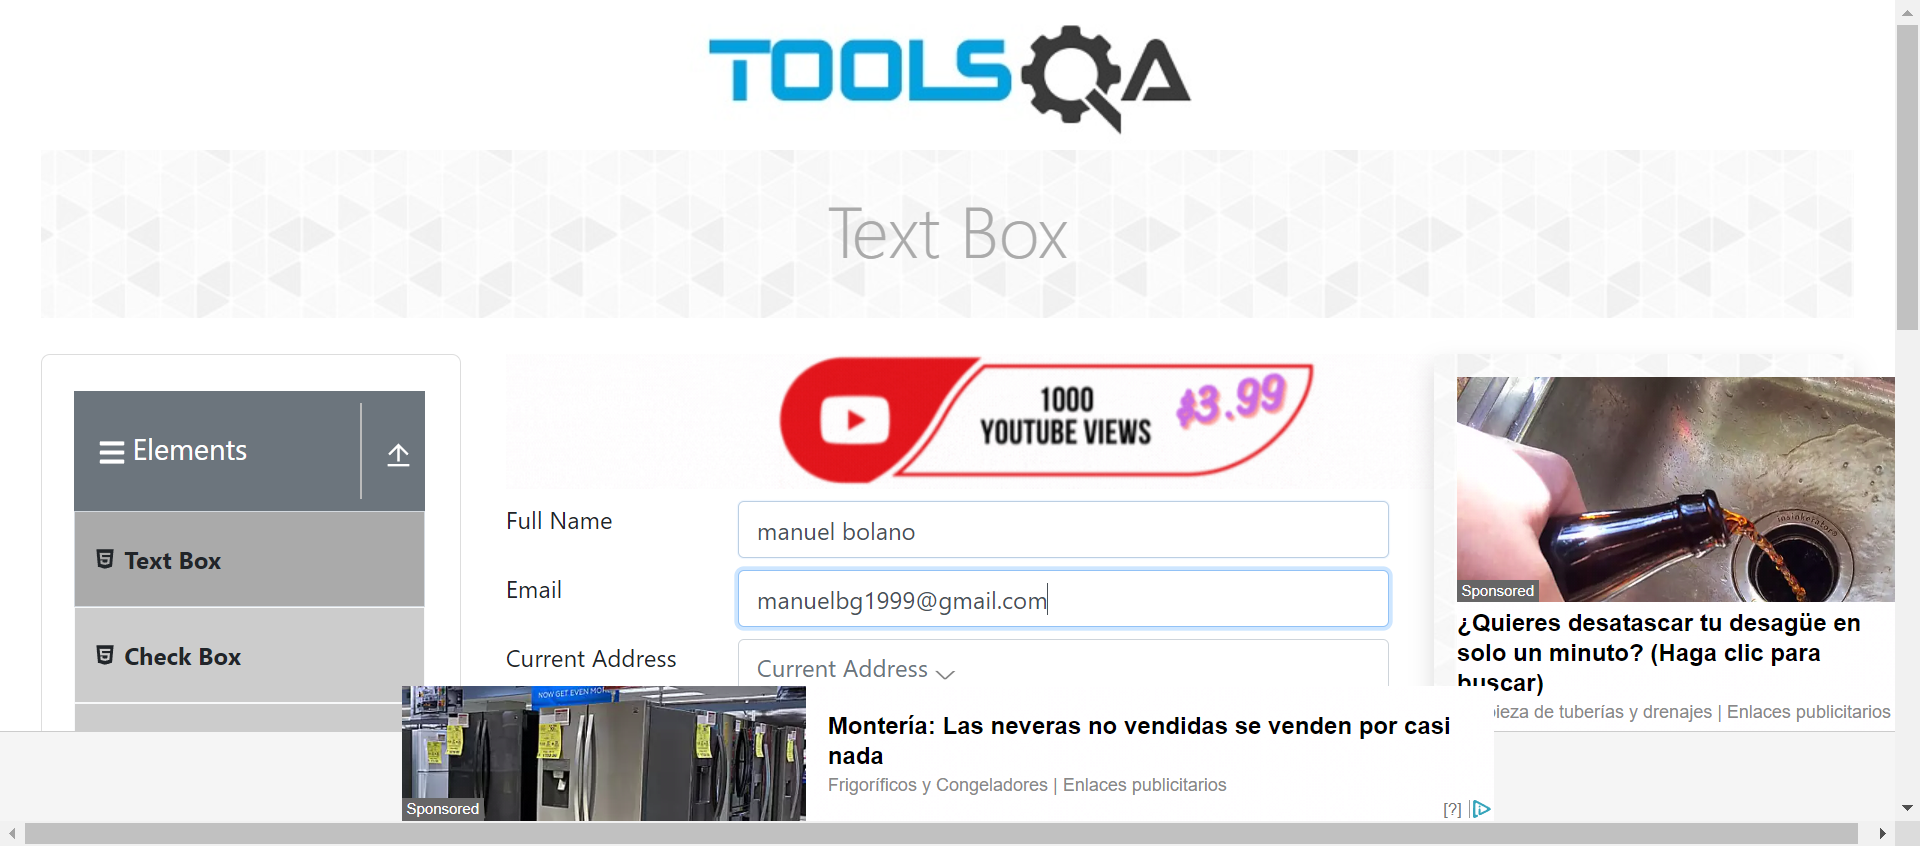 TOOLSQA
Text Box
Elements
1000
YOUTUBE VIEWS
$3.99
Text Box
Check Box
Full Name
manuel bolano
Email
manuelbg1999@gmail.com
Current Address
Current Address
insinkerator
Sponsored
¿Quieres desatascar tu desagüe en
solo un minuto? (Haga clic para
buscar)
pieza de tuberías y drenajes | Enlaces publicitarios
NOW GET EVEN MO
Sponsored
Montería: Las neveras no vendidas se venden por casi
nada
Frigoríficos y Congeladores | Enlaces publicitarios
[?]